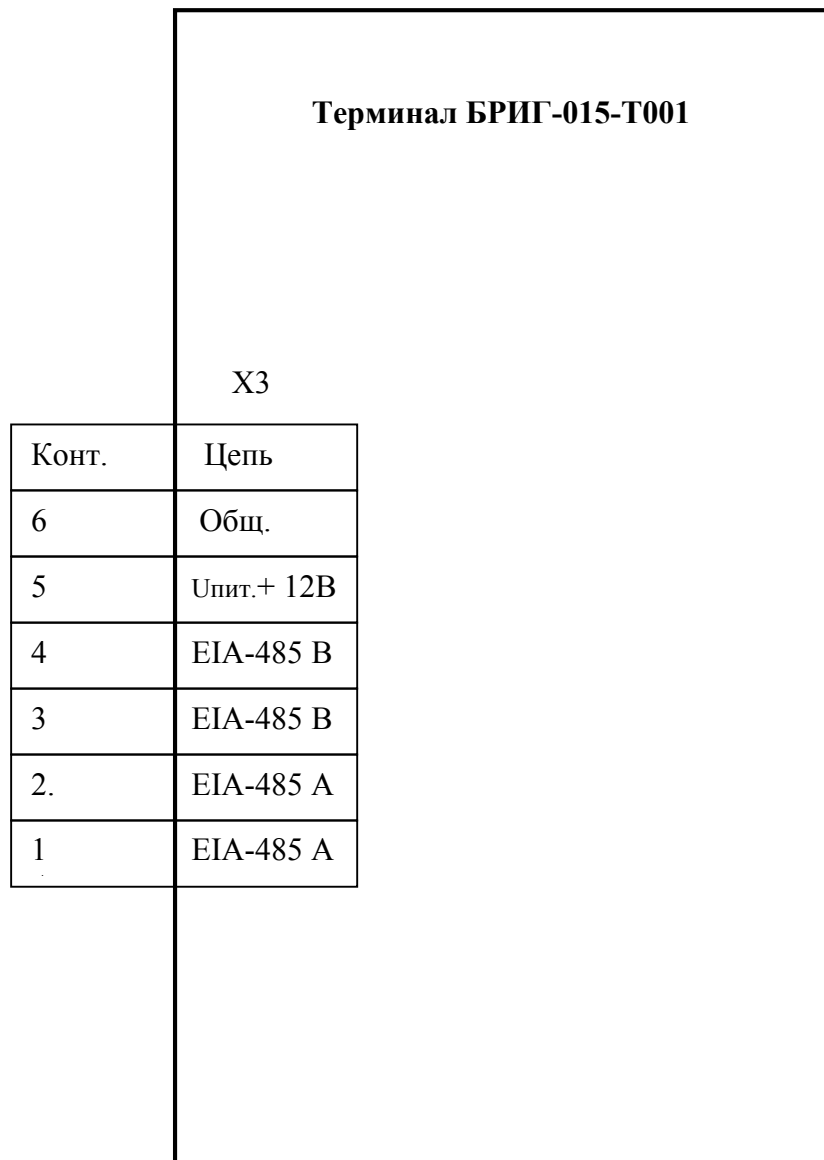 Терминал БРИГ-015-Т001
Х3
Конт. Цепь
6 Общ.
5 Uпит.+ 12В
4 EIA-485 В
3 EIA-485 В
2. EIA-485 А
1 EIA-485 А